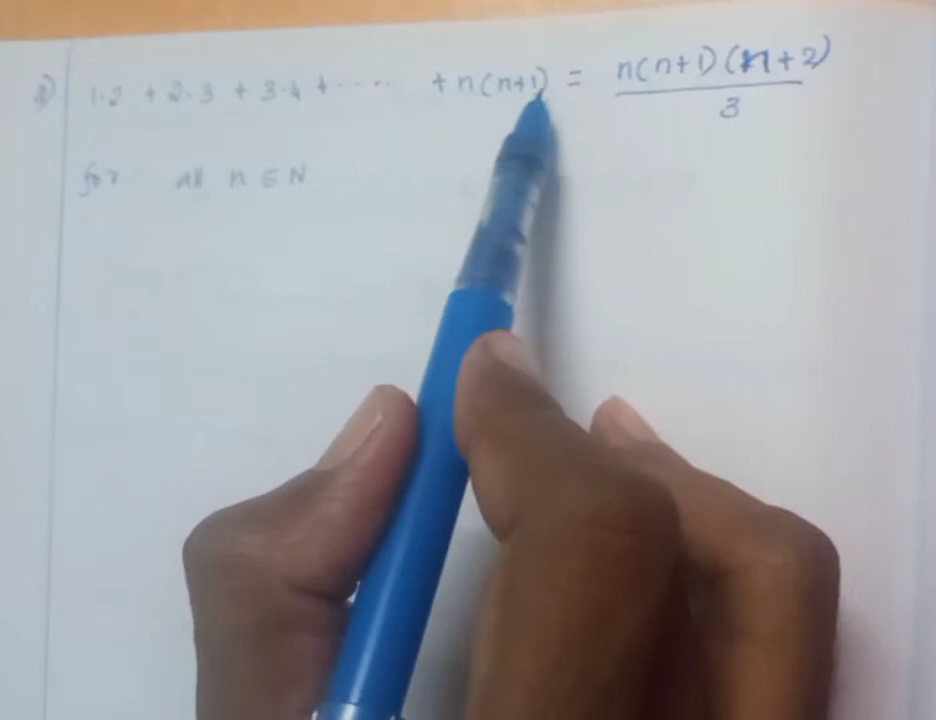 1.2 + 2.3 + 3.4 + ..... + n(n+1) = n(n+1)(n+2)/3
for all n ∈ N